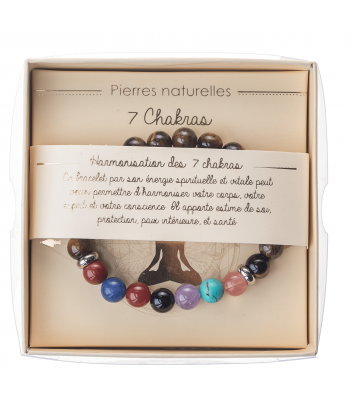 Pierres naturelles
7 Chakras
Harmonisation des 7 chakras
Ce bracelet par son énergie spirituelle et vitale peut
vous permettre d'harmoniser votre corps, votre
esprit et votre conscience. Il apporte estime de soi,
protection, paix intérieure, et santé